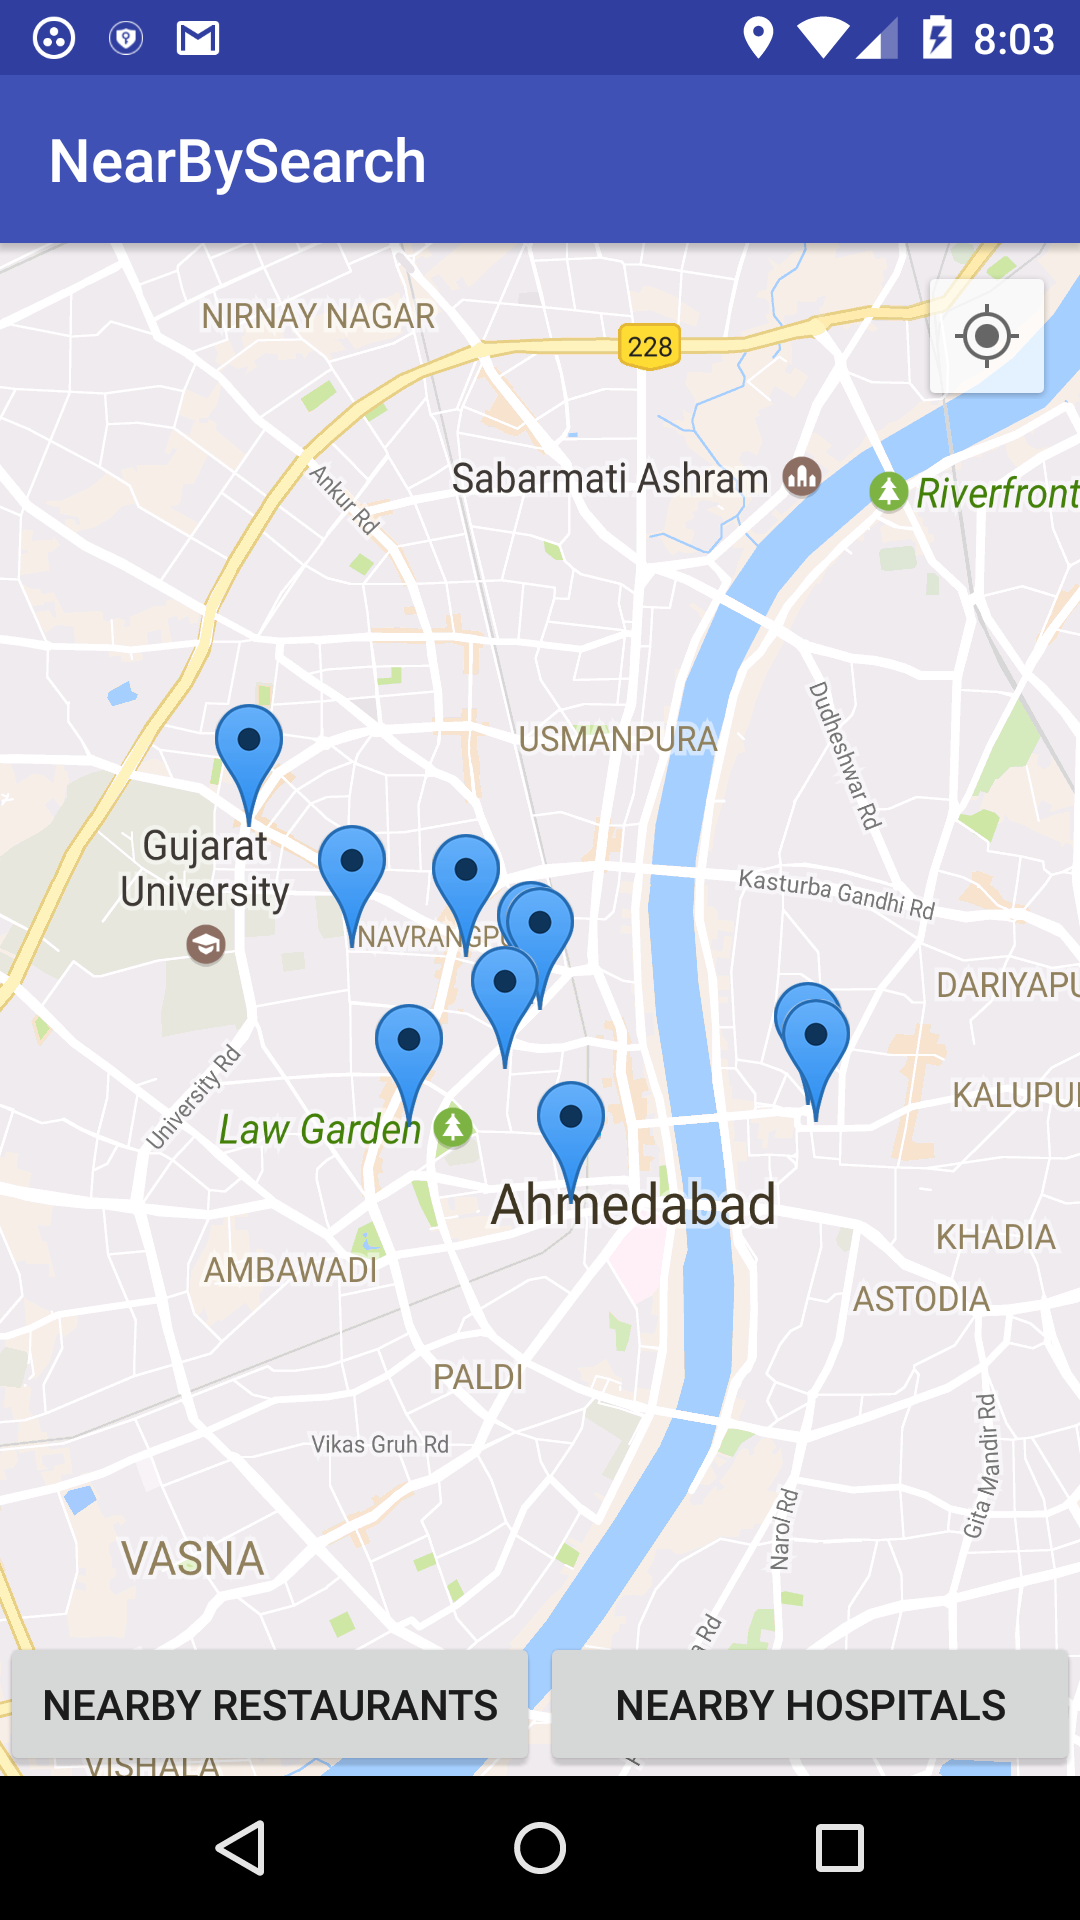 8:03
NearBySearch
NIRNAY NAGAR
228
Ankur Rd
Sabarmati Ashram
Riverfront
USMANPURA
Dudheshwar Rd
Gujarat
University
Kasturba Gandhi Rd
NAVRANGPU
DARIYAPU
University Rd
KALUPU
Law Garden
Ahmedabad
KHADIA
AMBAWADI
ASTODIA
PALDI
Vikas Gruh Rd
Gita Mandir Rd
Narol Rd
VASNA
a Rd
NEARBY RESTAURANTS
NEARBY HOSPITALS
VISHALA